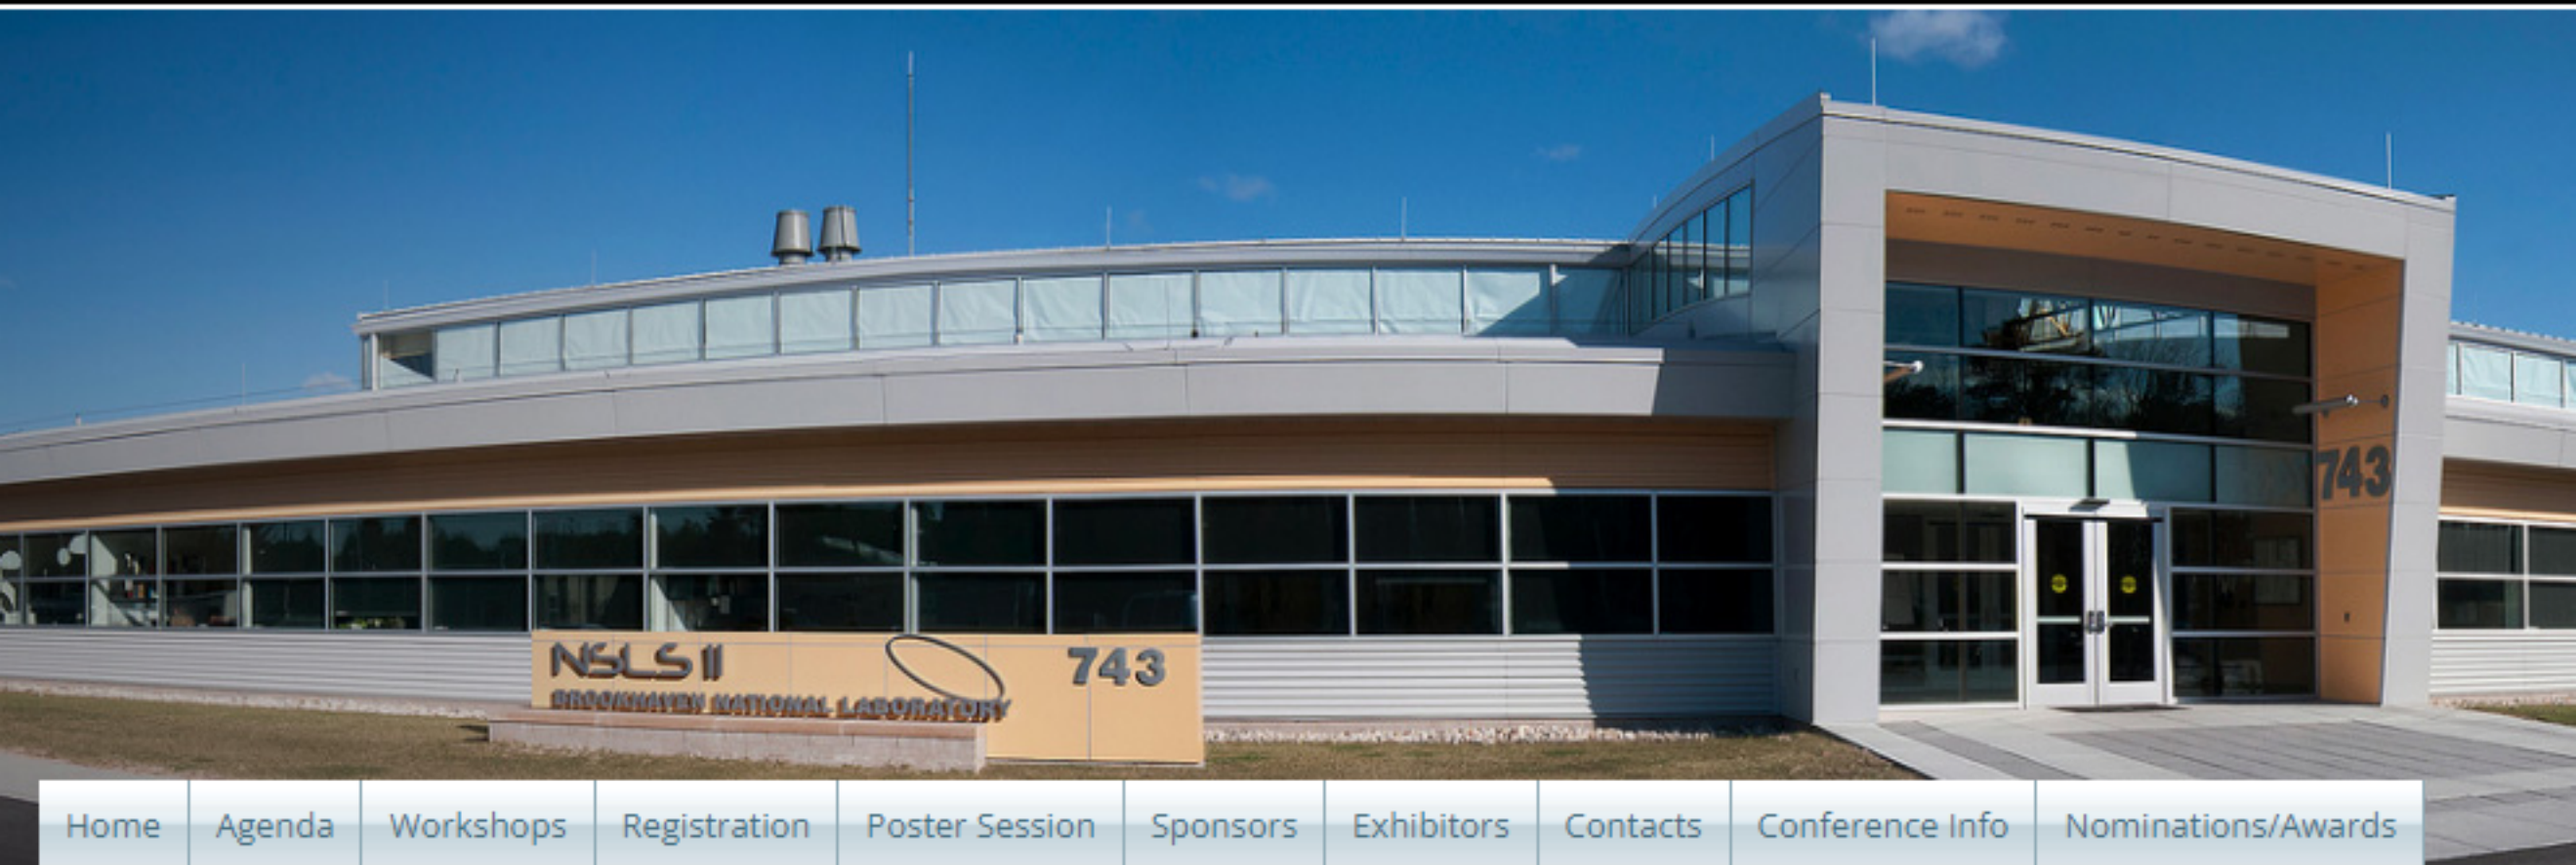 743
NSLS II
743
BROOKHAVEN NATIONAL LABORATORY
Home Agenda Workshops Registration Poster Session Sponsors Exhibitors Contacts Conference Info Nominations/Awards